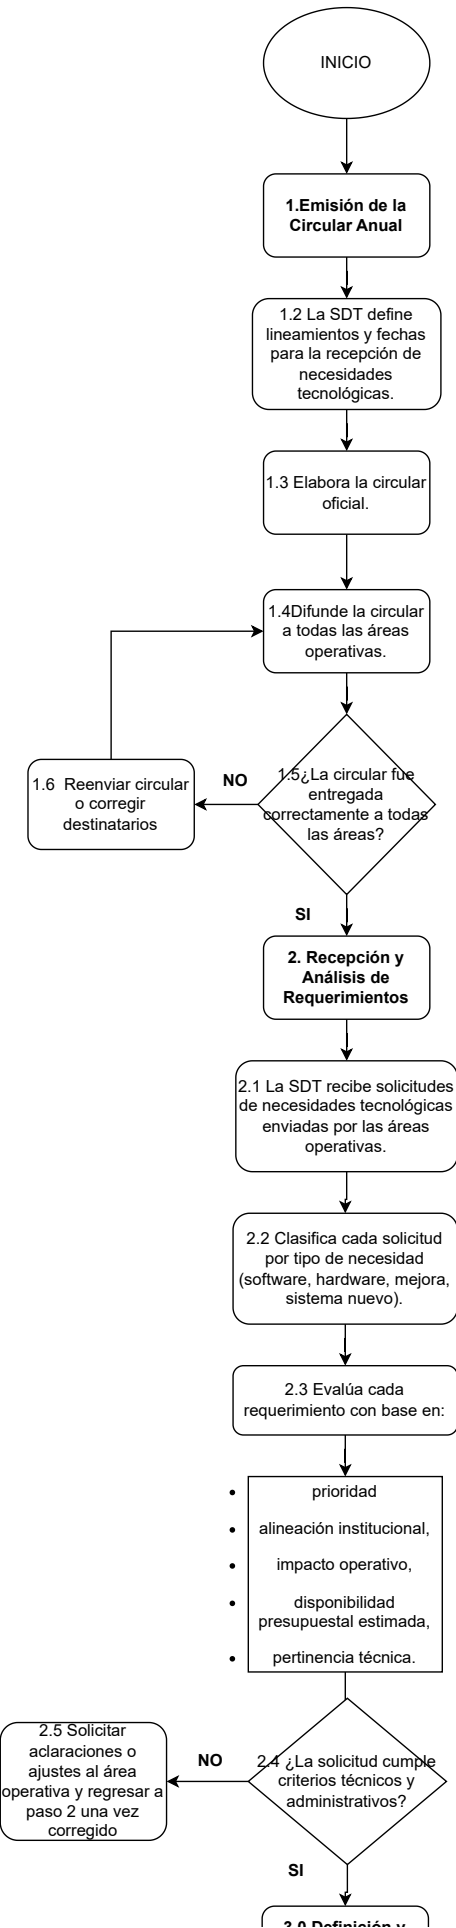 INICIO
1.Emisión de la
Circular Anual
1.2 La SDT define
lineamientos y fechas
para la recepción de
necesidades
tecnológicas.
1.3 Elabora la circular
oficial.
1.4Difunde la circular
a todas las áreas
operativas.
1.5¿La circular fue
entregada
correctamente a todas
las áreas?
NO
1.6 Reenviar circular
o corregir
destinatarios
SI
2. Recepción y
Análisis de
Requerimientos
2.1 La SDT recibe solicitudes
de necesidades tecnológicas
enviadas por las áreas
operativas.
2.2 Clasifica cada solicitud
por tipo de necesidad
(software, hardware, mejora,
sistema nuevo).
2.3 Evalúa cada
requerimiento con base en:
• prioridad
• alineación institucional,
• impacto operativo,
• disponibilidad
presupuestal estimada,
• pertinencia técnica.
2.4 ¿La solicitud cumple
criterios técnicos y
administrativos?
NO
2.5 Solicitar
aclaraciones o
ajustes al área
operativa y regresar a
paso 2 una vez
corregido
SI
3.0 Definición y